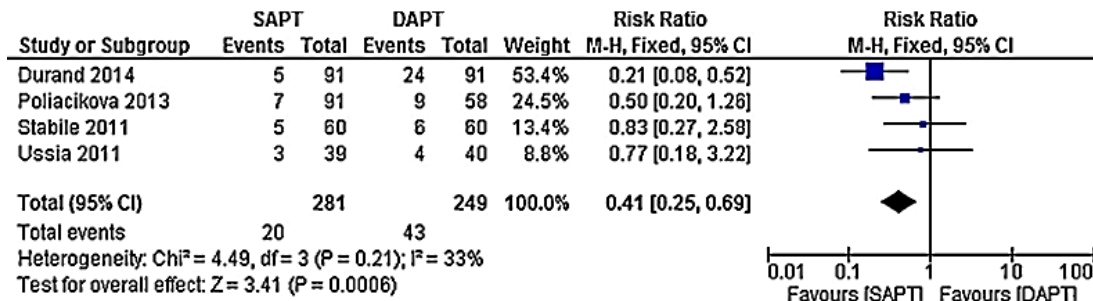 SAPT DAPT Risk Ratio Risk Ratio
Study or Subgroup Events Total Events Total Weight M-H, Fixed, 95% CI M-H, Fixed, 95% CI
Durand 2014 5 91 24 91 53.4% 0.21 [0.08, 0.52]
Poliacikova 2013 7 91 9 58 24.5% 0.50 [0.20, 1.26]
Stabile 2011 5 60 6 60 13.4% 0.83 [0.27, 2.58]
Ussia 2011 3 39 4 40 8.8% 0.77 [0.18, 3.22]
Total (95% CI) 281 249 100.0% 0.41 [0.25, 0.69]
Total events 20 43
Heterogeneity: Chi² = 4.49, df = 3 (P = 0.21); I² = 33%
Test for overall effect: Z = 3.41 (P = 0.0006)
0.01 0.1 1 10 100
Favours [SAPT] Favours [DAPT]